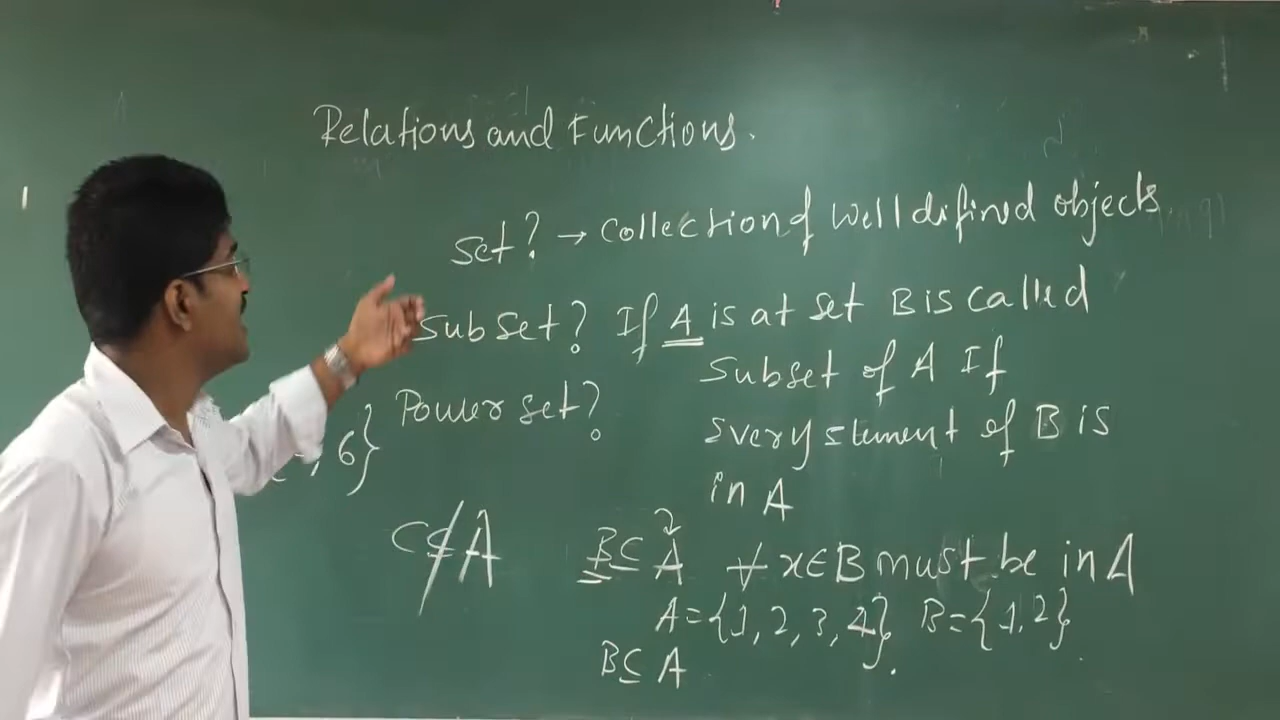 Relations and Functions.
Set? → Collection of well difined objects
Subset? If A is at set B is called
Subset of A If
Every element of B is
in A
Power set?
, 6}
C ⊈ A
B ⊆ A ∀ x ∈ B must be in A
A = {1, 2, 3, 4}. B = {1, 2}.
B ⊆ A